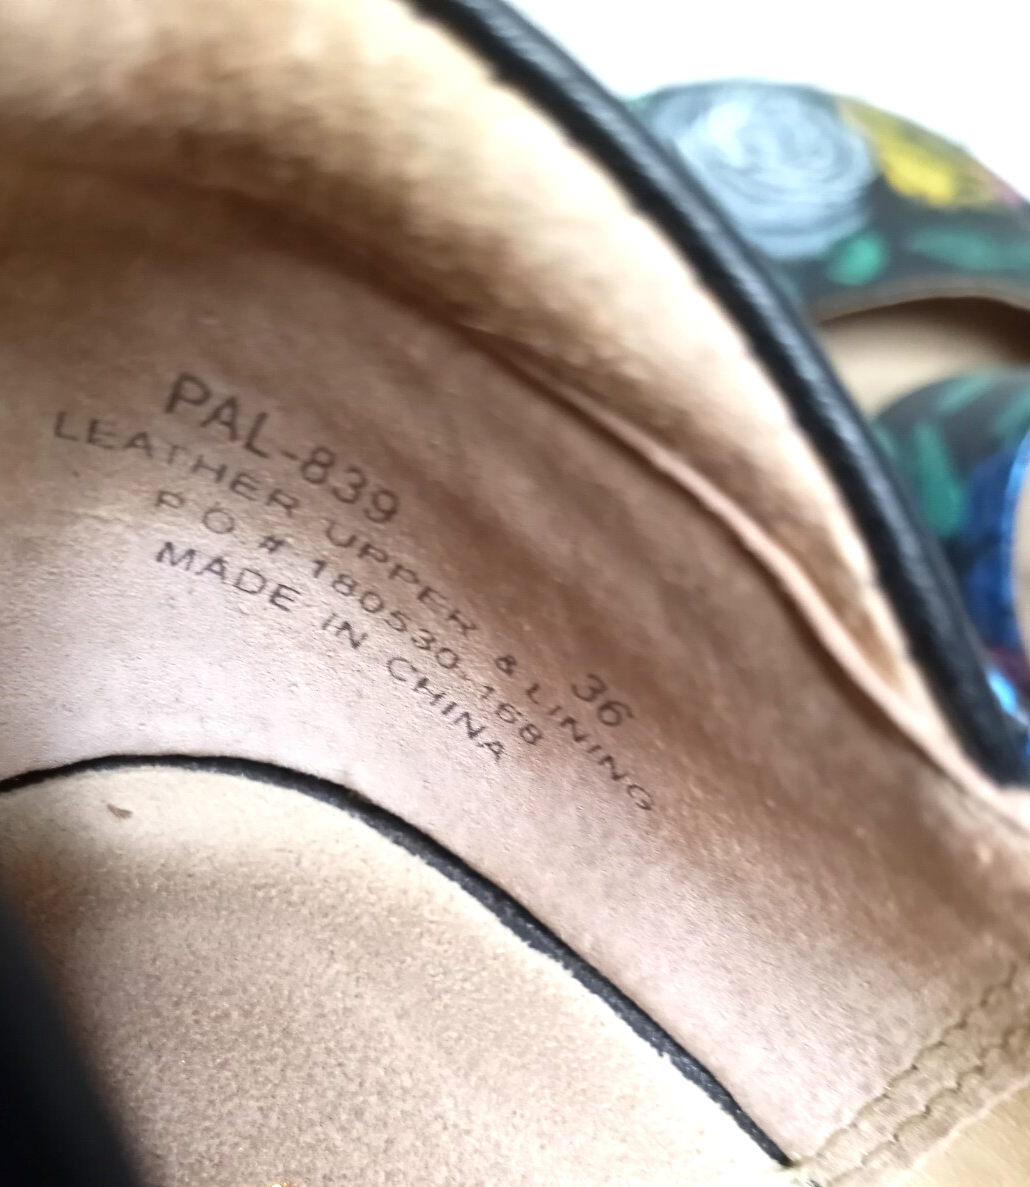 PAL-839 36
LEATHER UPPER & LINING
P.O.# 180530-168
MADE IN CHINA